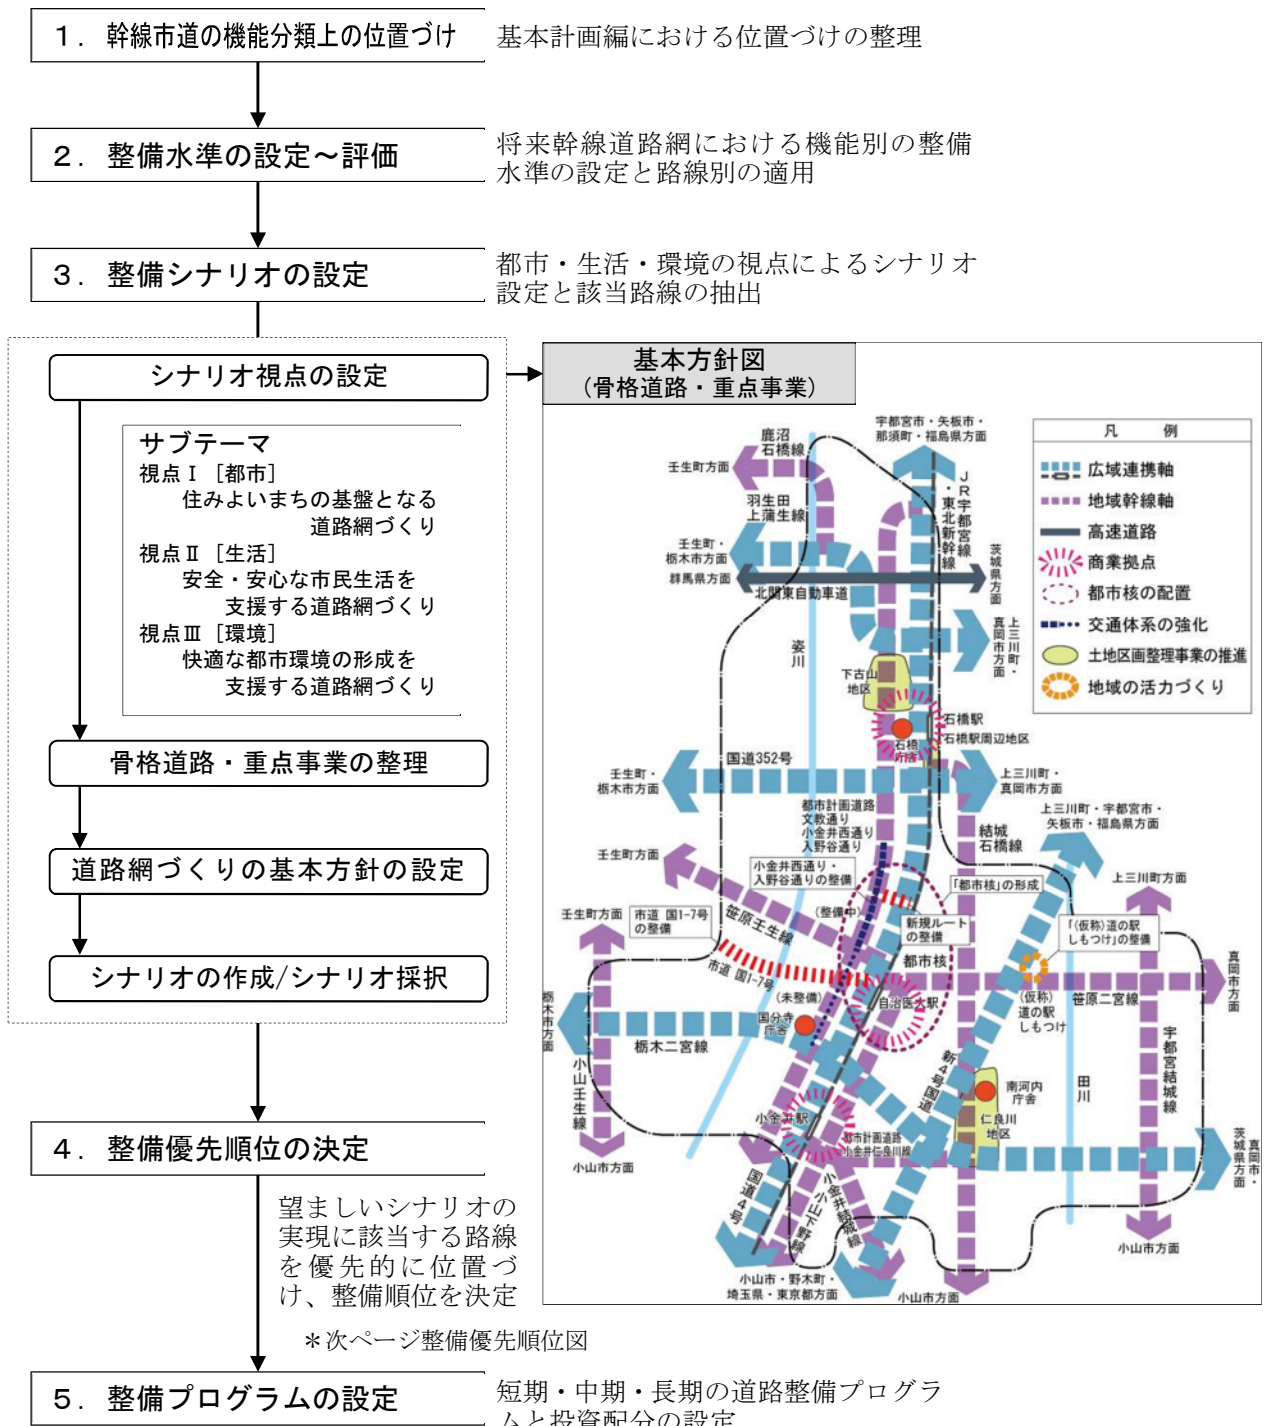 1．幹線市道の機能分類上の位置づけ
基本計画編における位置づけの整理
2．整備水準の設定～評価
将来幹線道路網における機能別の整備
水準の設定と路線別の適用
3．整備シナリオの設定
都市・生活・環境の視点によるシナリオ
設定と該当路線の抽出
シナリオ視点の設定
サブテーマ
視点Ⅰ［都市］
住みよいまちの基盤となる
道路網づくり
視点Ⅱ［生活］
安全・安心な市民生活を
支援する道路網づくり
視点Ⅲ［環境］
快適な都市環境の形成を
支援する道路網づくり
骨格道路・重点事業の整理
道路網づくりの基本方針の設定
シナリオの作成/シナリオ採択
4．整備優先順位の決定
望ましいシナリオの
実現に該当する路線
を優先的に位置づ
け、整備順位を決定
＊次ページ整備優先順位図
5．整備プログラムの設定
短期・中期・長期の道路整備プログラ
ムと投資配分の設定
基本方針図
（骨格道路・重点事業）
凡　例
広域連携軸
地域幹線軸
高速道路
商業拠点
都市核の配置
交通体系の強化
土地区画整理事業の推進
地域の活力づくり
宇都宮市・矢板市・
那須町・福島県方面
鹿沼
石橋線
壬生町方面
羽生田
上蒲生線
JR宇都宮線
・東北新幹線
壬生町・
栃木市方面
群馬県方面
北関東自動車道
茨城県方面
上三川町・
真岡市方面
姿川
下古山
地区
石橋駅
石橋
庁舎
石橋駅周辺地区
国道352号
壬生町・
栃木市方面
上三川町・
真岡市方面
都市計画道路
文教通り
小金井西通り
入野谷通り
結城
石橋線
上三川町・宇都宮市・
矢板市・福島県方面
壬生町方面
小金井西通り・
入野谷通りの整備
「都市核」の形成
上三川町方面
壬生町方面
市道 国1-7号
の整備
笹原壬生線
（整備中）
新規ルート
の整備
「(仮称)道の駅
しもつけ」の整備
都市核
市道 国1-7号
真岡市方面
（未整備）
自治医大駅
（仮称）
道の駅
しもつけ
笹原二宮線
栃木市方面
国分寺
庁舎
栃木二宮線
小山壬生線
新4号国道
宇都宮結城線
南河内
庁舎
田川
仁良川
地区
小金井駅
都市計画道路
小金井仁良川線
真岡市・
茨城県方面
小山市方面
国道4号
小山下野線
小金井結城線
小山市方面
小山市・野木町・
埼玉県・東京都方面
小山市方面